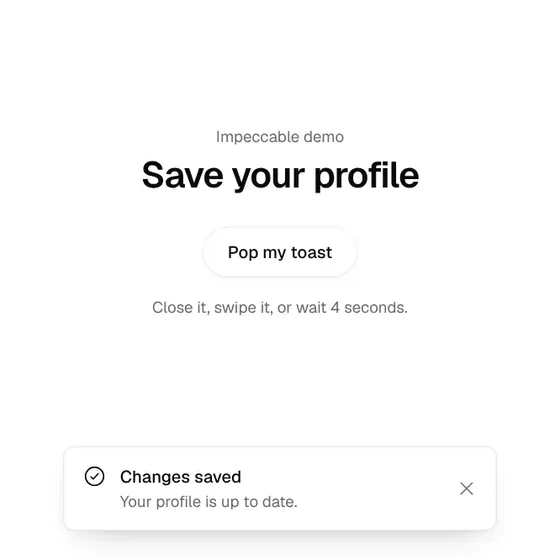 Impeccable demo
Save your profile
Pop my toast
Close it, swipe it, or wait 4 seconds.
Changes saved
Your profile is up to date.